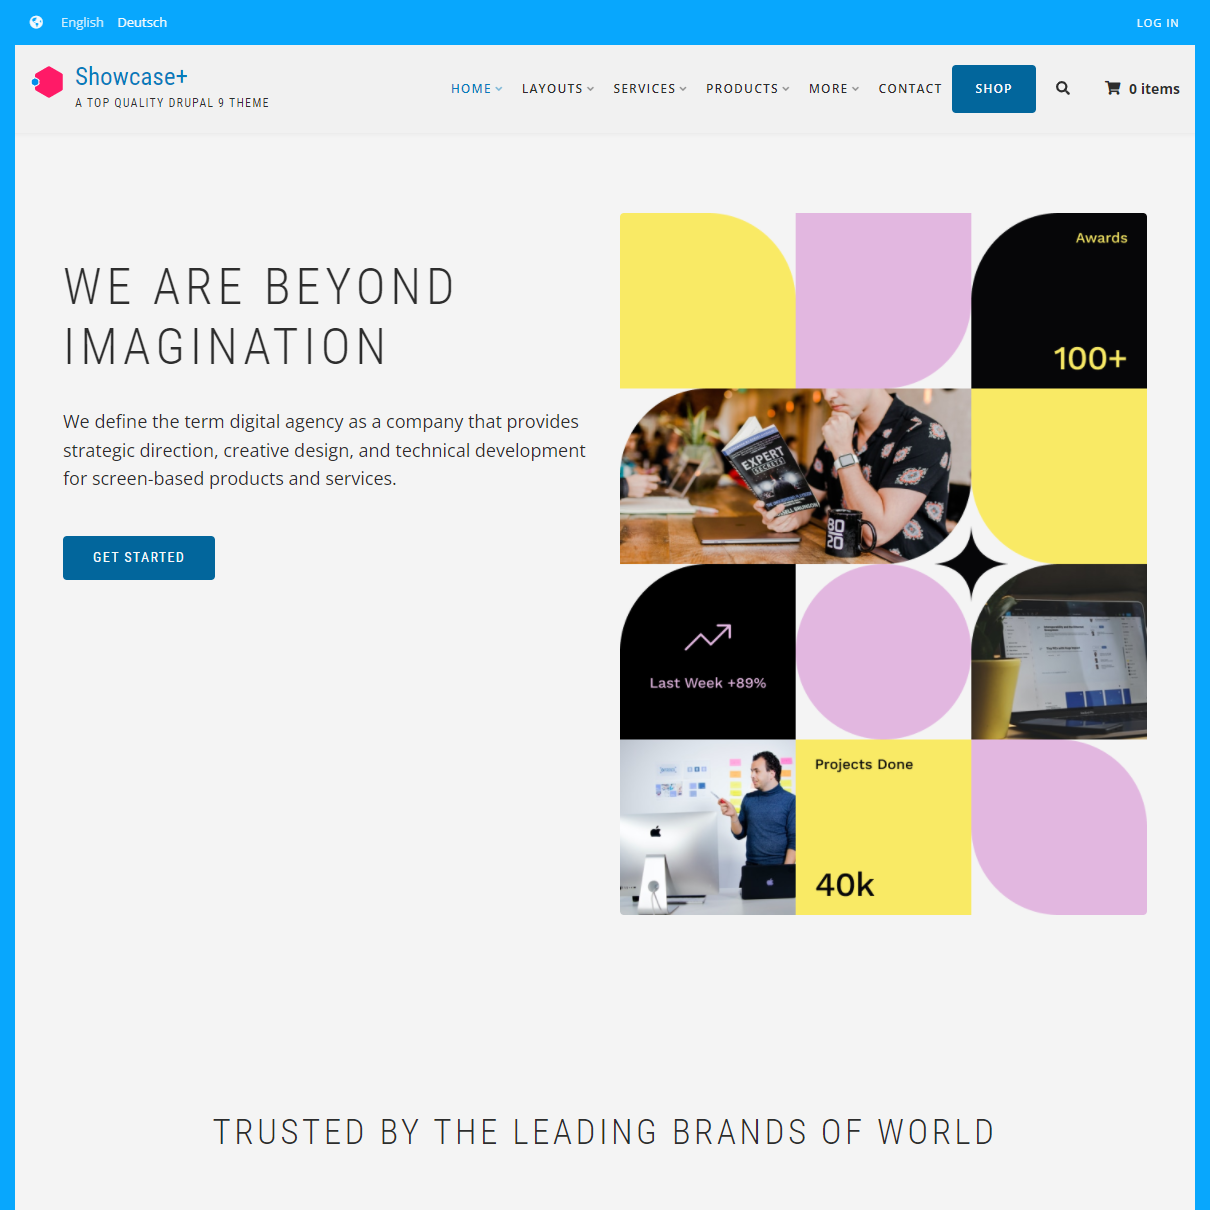 English Deutsch
LOG IN
Showcase+
A TOP QUALITY DRUPAL 9 THEME
HOME LAYOUTS SERVICES PRODUCTS MORE CONTACT SHOP 0 items
WE ARE BEYOND
IMAGINATION
We define the term digital agency as a company that provides
strategic direction, creative design, and technical development
for screen-based products and services.
GET STARTED
Awards
100+
EXPERT
SECRETS
80
20
Last Week +89%
Projects Done
40k
TRUSTED BY THE LEADING BRANDS OF WORLD